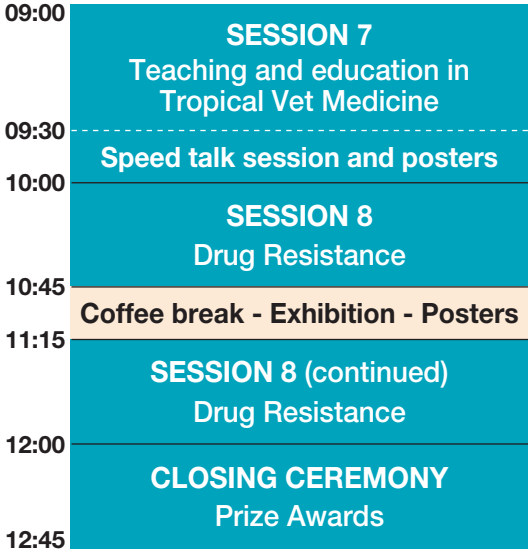 09:00
SESSION 7
Teaching and education in
Tropical Vet Medicine
09:30
Speed talk session and posters
10:00
SESSION 8
Drug Resistance
10:45
Coffee break - Exhibition - Posters
11:15
SESSION 8 (continued)
Drug Resistance
12:00
CLOSING CEREMONY
Prize Awards
12:45